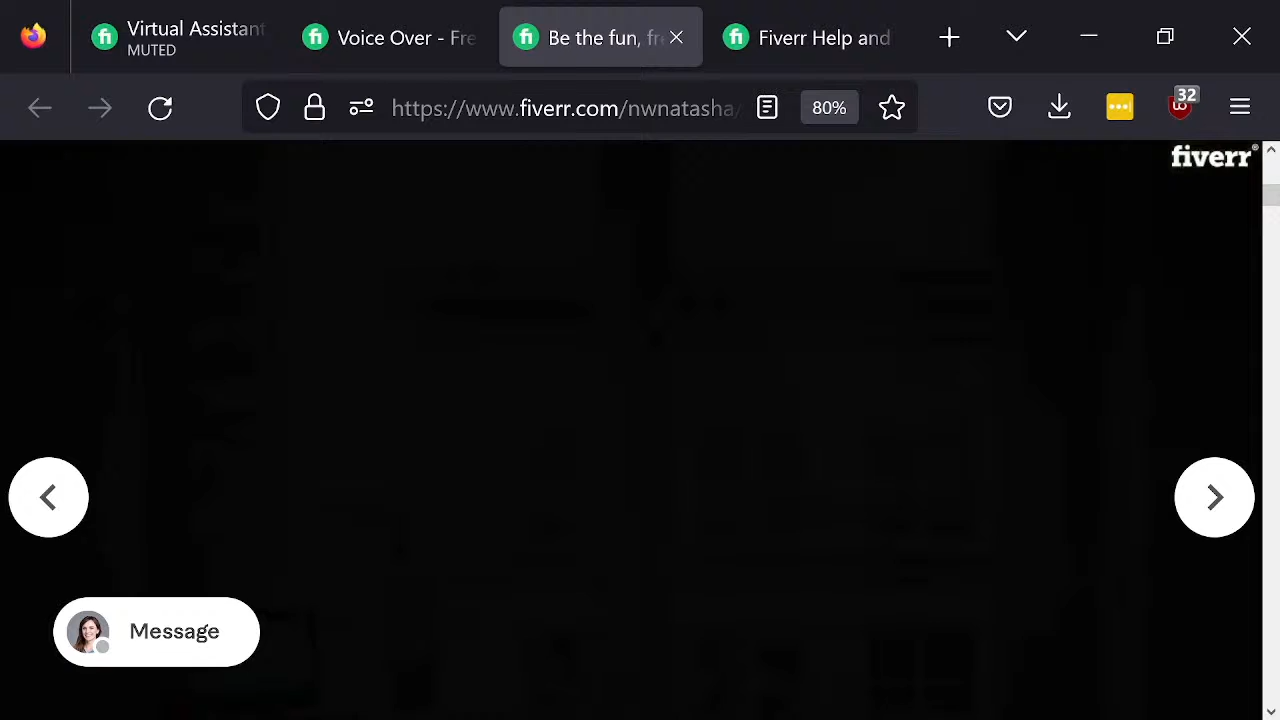 Virtual Assistant
MUTED
Voice Over - Fre
Be the fun, fr
Fiverr Help and
https://www.fiverr.com/nwnatasha/
80%
32
fiverr®
Message